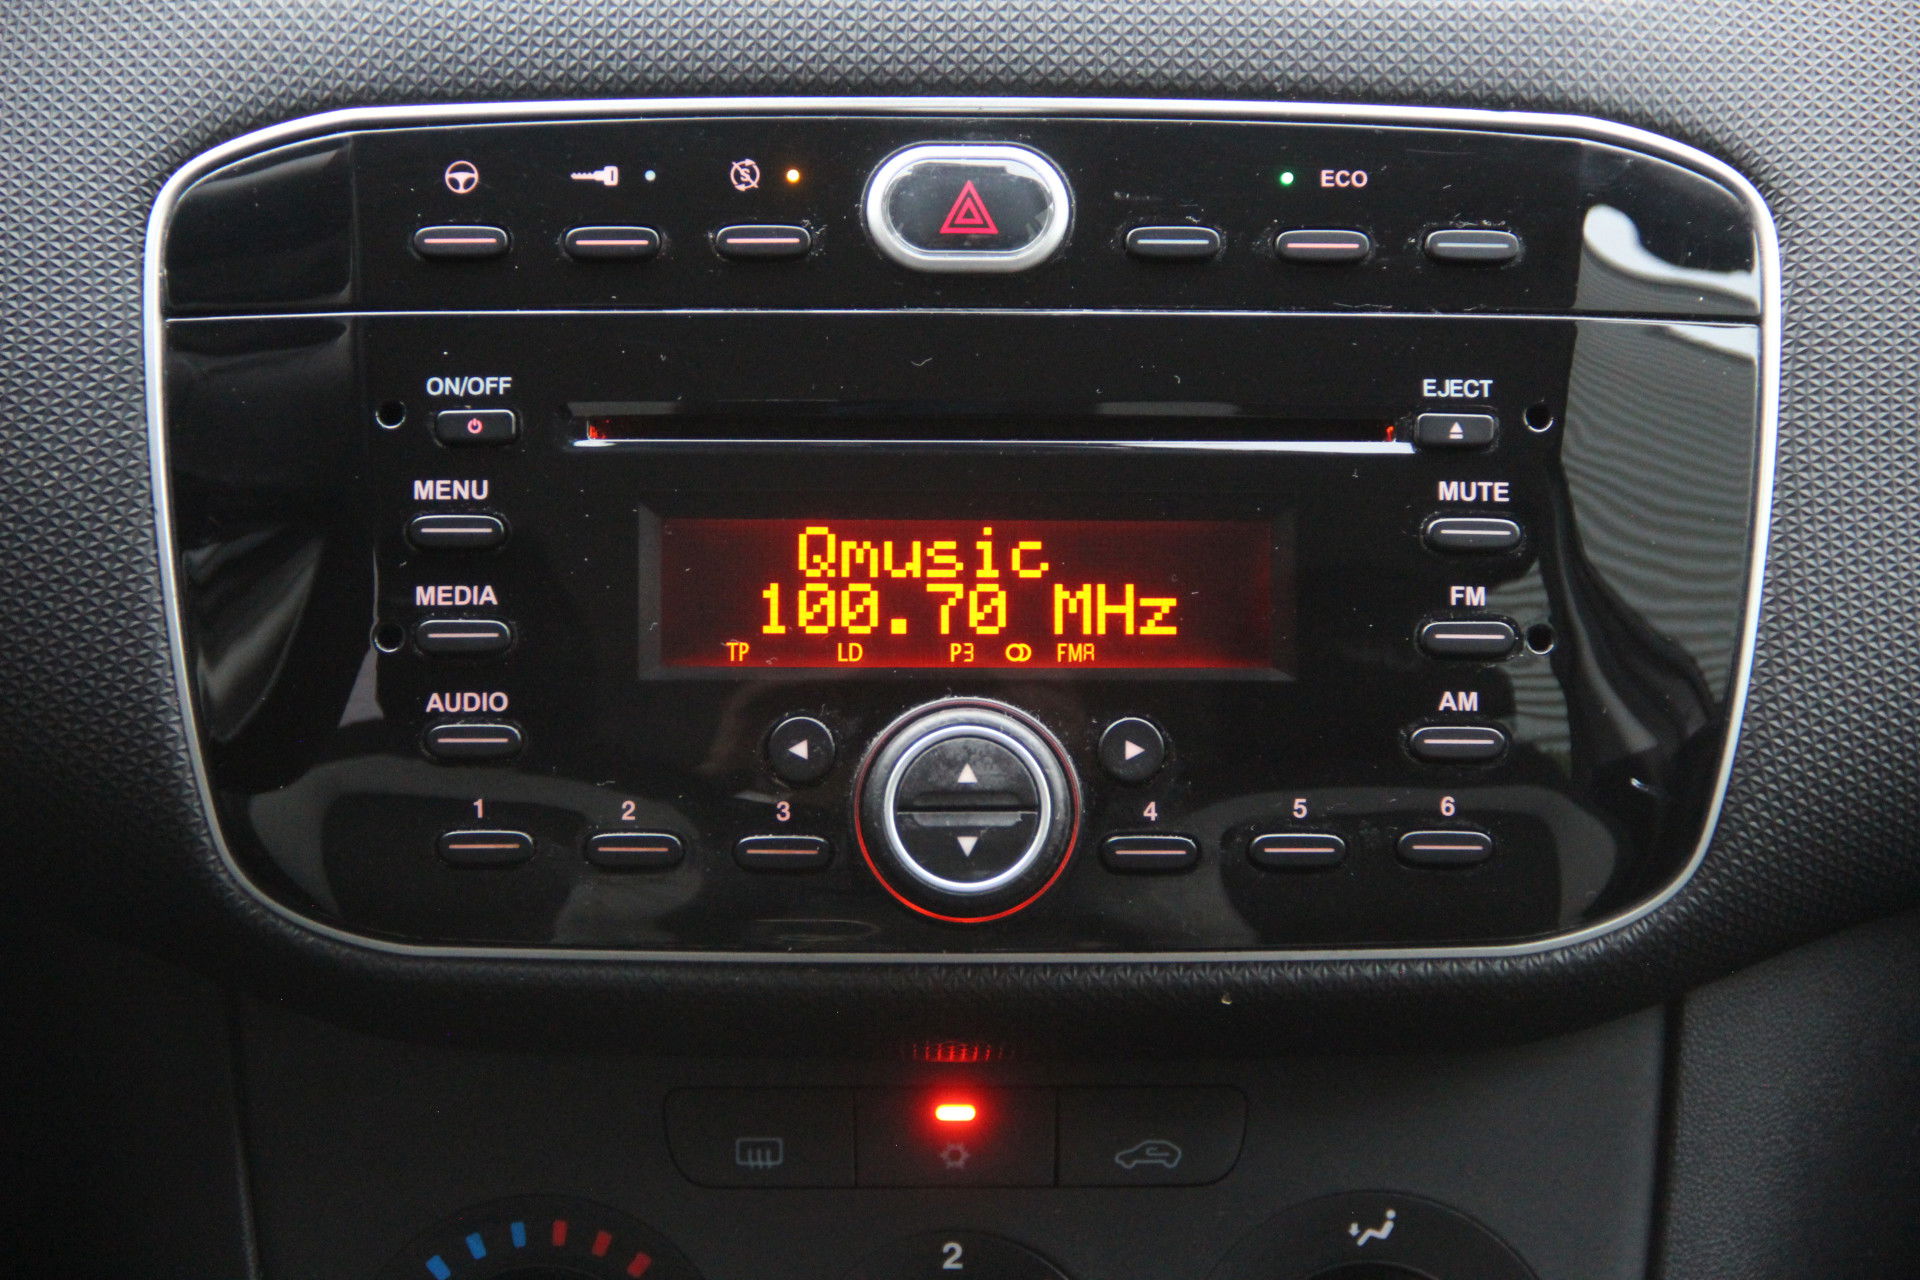 ECO
ON/OFF
EJECT
MENU
MUTE
Qmusic
100.70 MHz
TP LD P3 FMA
MEDIA
FM
AUDIO
AM
1 2 3 4 5 6
2